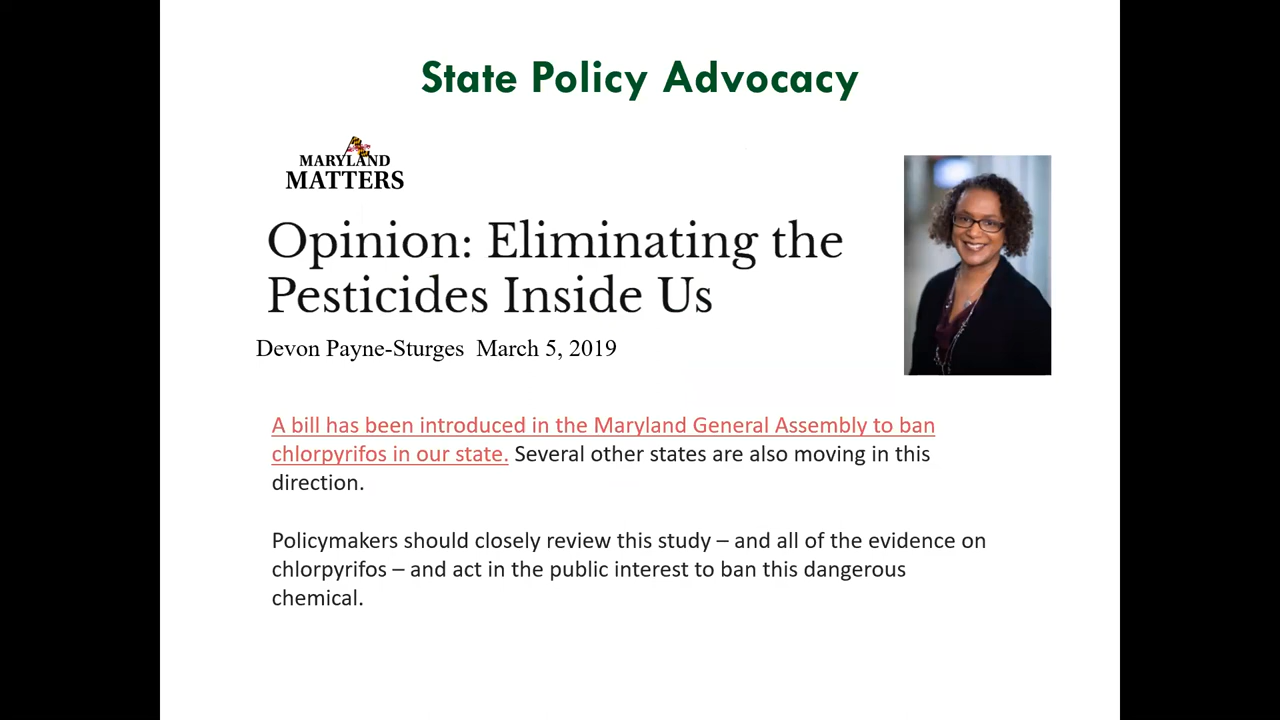 State Policy Advocacy
MARYLAND
MATTERS
Opinion: Eliminating the
Pesticides Inside Us
Devon Payne-Sturges March 5, 2019
A bill has been introduced in the Maryland General Assembly to ban
chlorpyrifos in our state. Several other states are also moving in this
direction.
Policymakers should closely review this study – and all of the evidence on
chlorpyrifos – and act in the public interest to ban this dangerous
chemical.